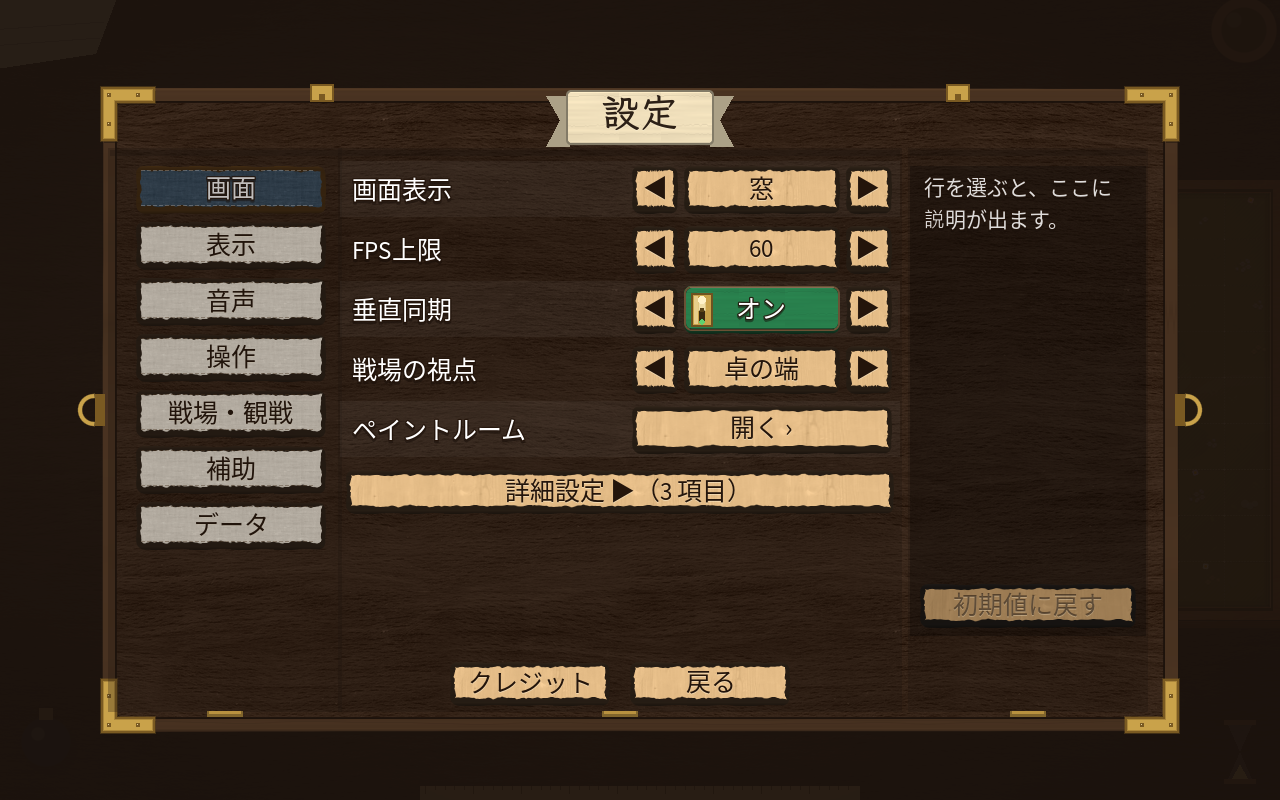 設定
画面
表示
音声
操作
戦場・観戦
補助
データ
画面表示 ◀ 窓 ▶
FPS上限 ◀ 60 ▶
垂直同期 ◀ オン ▶
戦場の視点 ◀ 卓の端 ▶
ペイントルーム 開く ›
詳細設定 ▶（3 項目）
行を選ぶと、ここに
説明が出ます。
初期値に戻す
クレジット
戻る